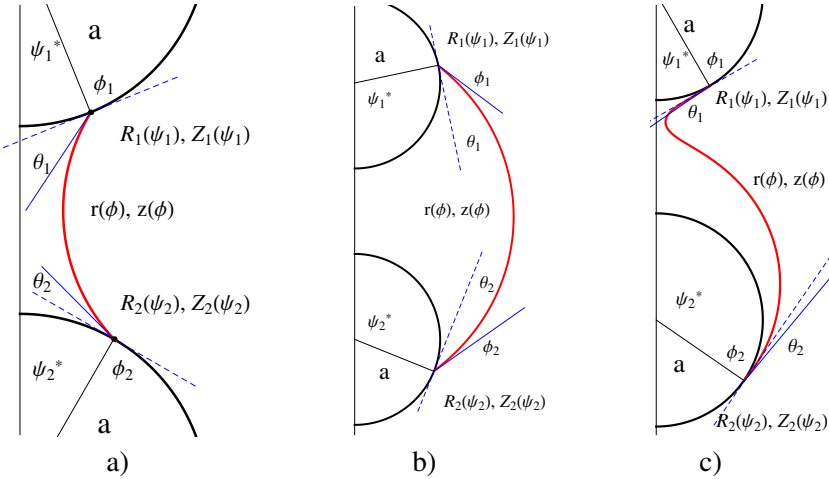 a
ψ₁*
ϕ₁
R₁(ψ₁), Z₁(ψ₁)
θ₁
r(ϕ), z(ϕ)
θ₂
R₂(ψ₂), Z₂(ψ₂)
ψ₂*
ϕ₂
a
a)
R₁(ψ₁), Z₁(ψ₁)
a
ϕ₁
ψ₁*
θ₁
r(ϕ), z(ϕ)
θ₂
ψ₂*
ϕ₂
a
R₂(ψ₂), Z₂(ψ₂)
b)
a
ψ₁*
ϕ₁
R₁(ψ₁), Z₁(ψ₁)
θ₁
r(ϕ), z(ϕ)
ψ₂*
ϕ₂
θ₂
a
R₂(ψ₂), Z₂(ψ₂)
c)